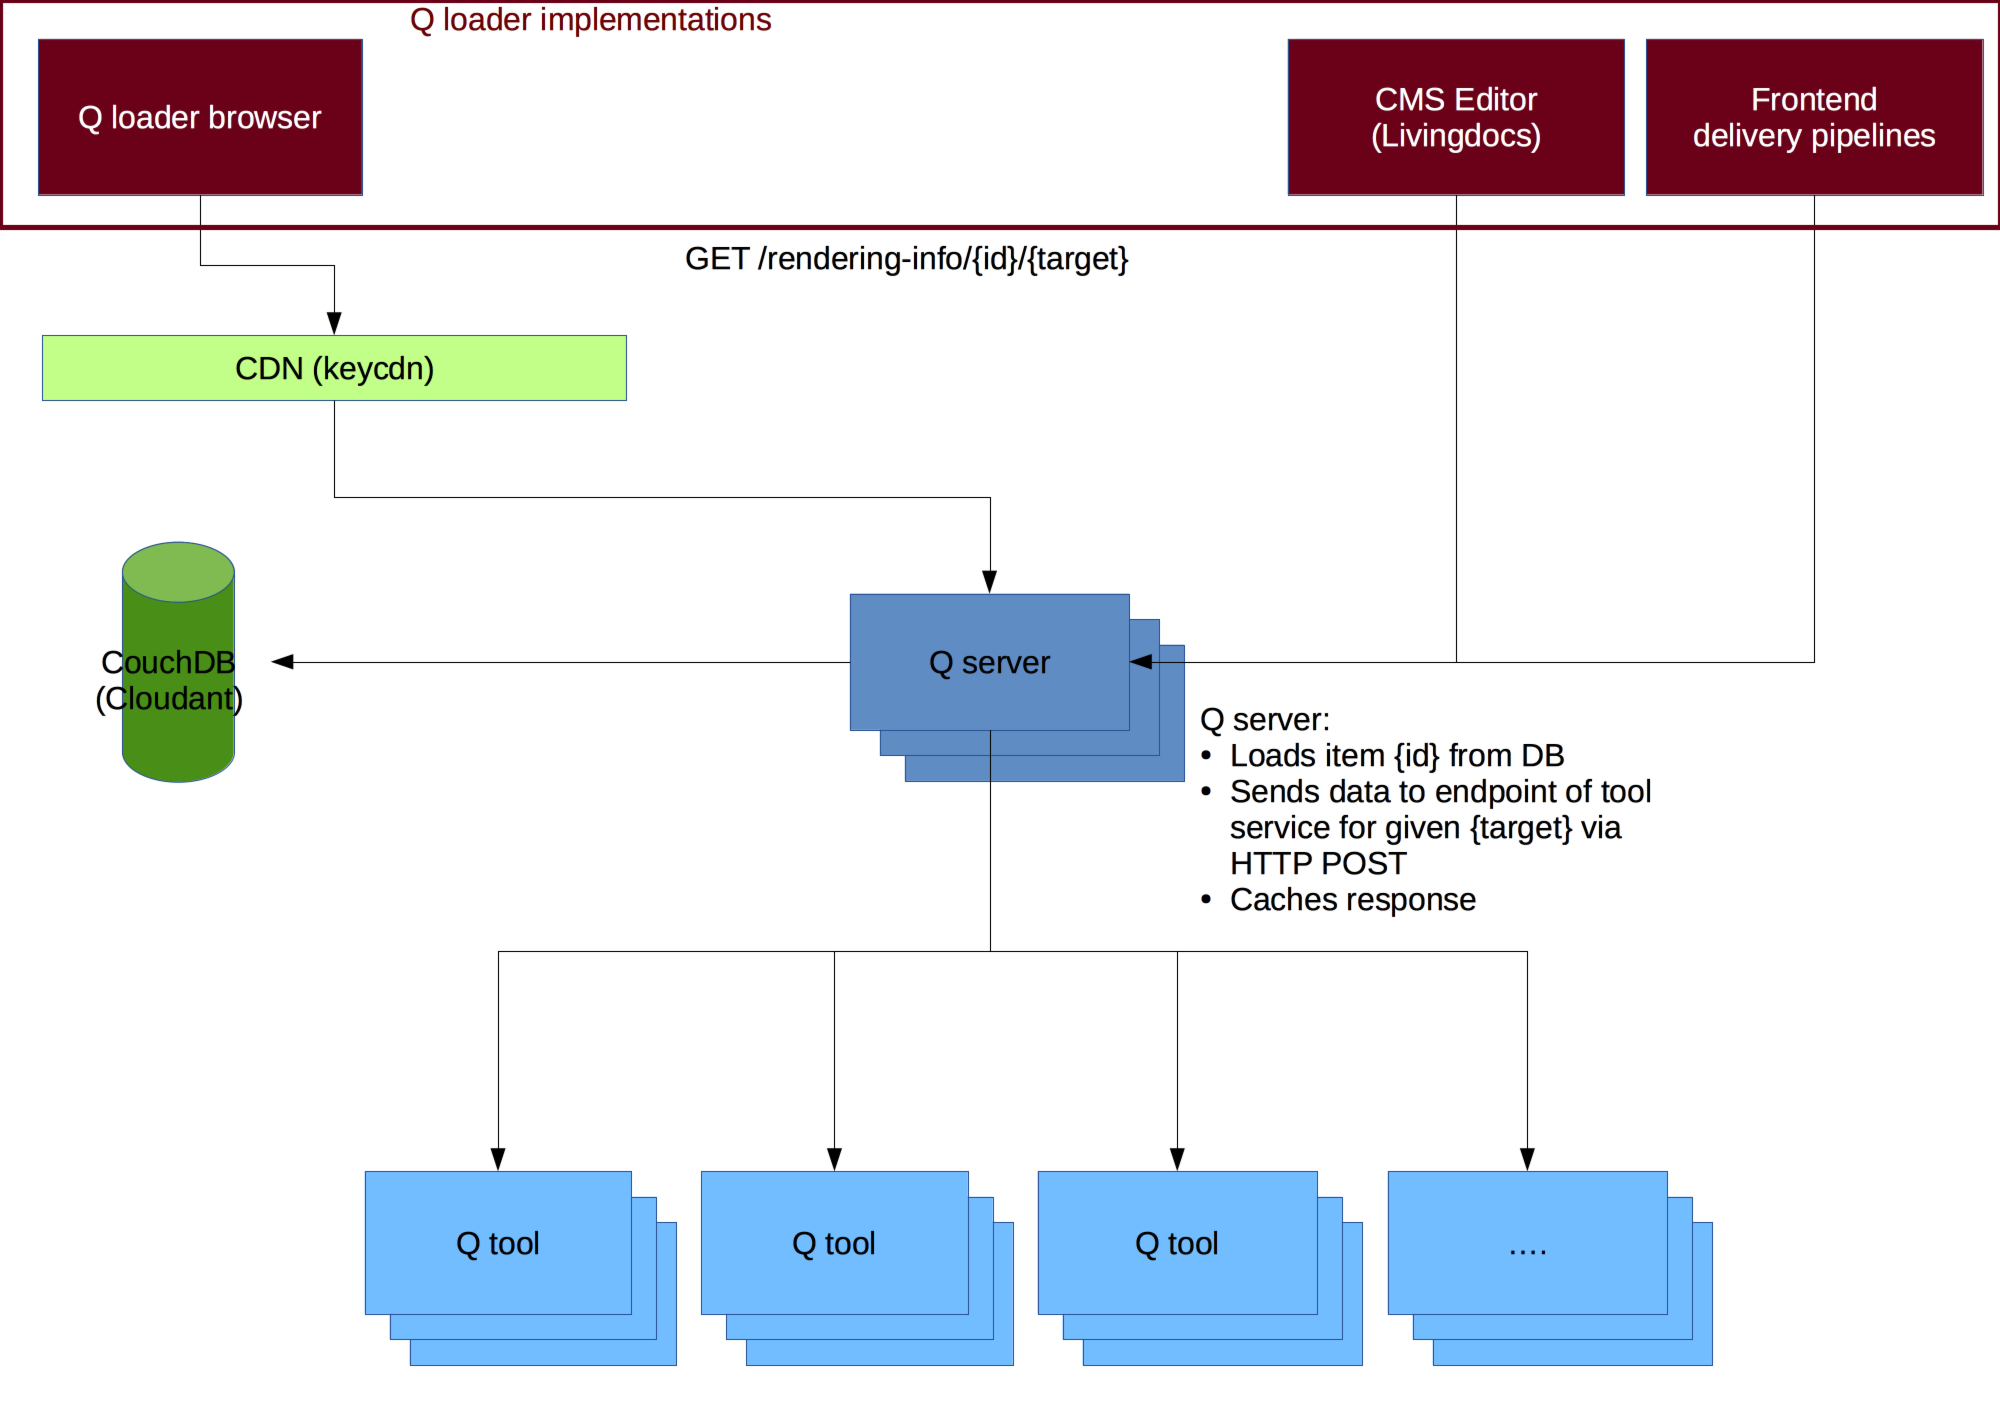 Q loader implementations
Q loader browser
CMS Editor
(Livingdocs)
Frontend
delivery pipelines
GET /rendering-info/{id}/{target}
CDN (keycdn)
CouchDB
(Cloudant)
Q server
Q server:
• Loads item {id} from DB
• Sends data to endpoint of tool
service for given {target} via
HTTP POST
• Caches response
Q tool
Q tool
Q tool
....